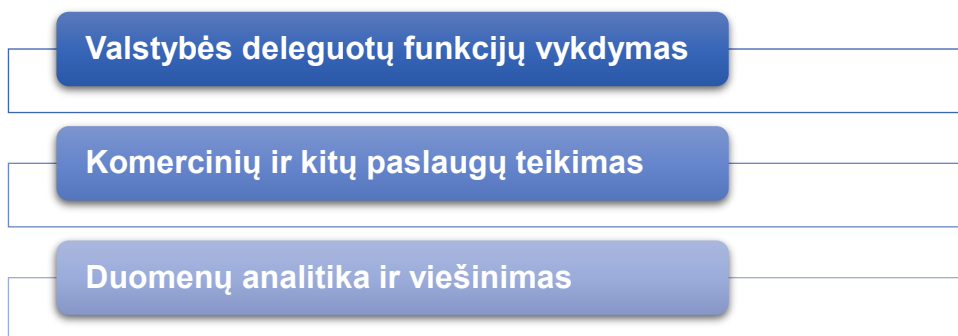 Valstybės deleguotų funkcijų vykdymas
Komercinių ir kitų paslaugų teikimas
Duomenų analitika ir viešinimas